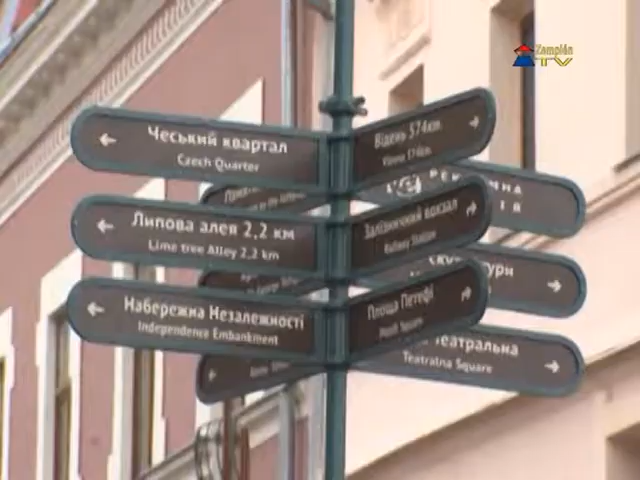 Zemplén
TV
Чеський квартал
Czech Quarter
Відень 574km.
Vienna 574km.
Липова алея 2,2 км
Lime tree Alley 2,2 km
Залізничний вокзал
Railway Station
Набережна Незалежності
Independence Embankment
Площа Петефі
Petefi Square
Театральна
Teatralna Square